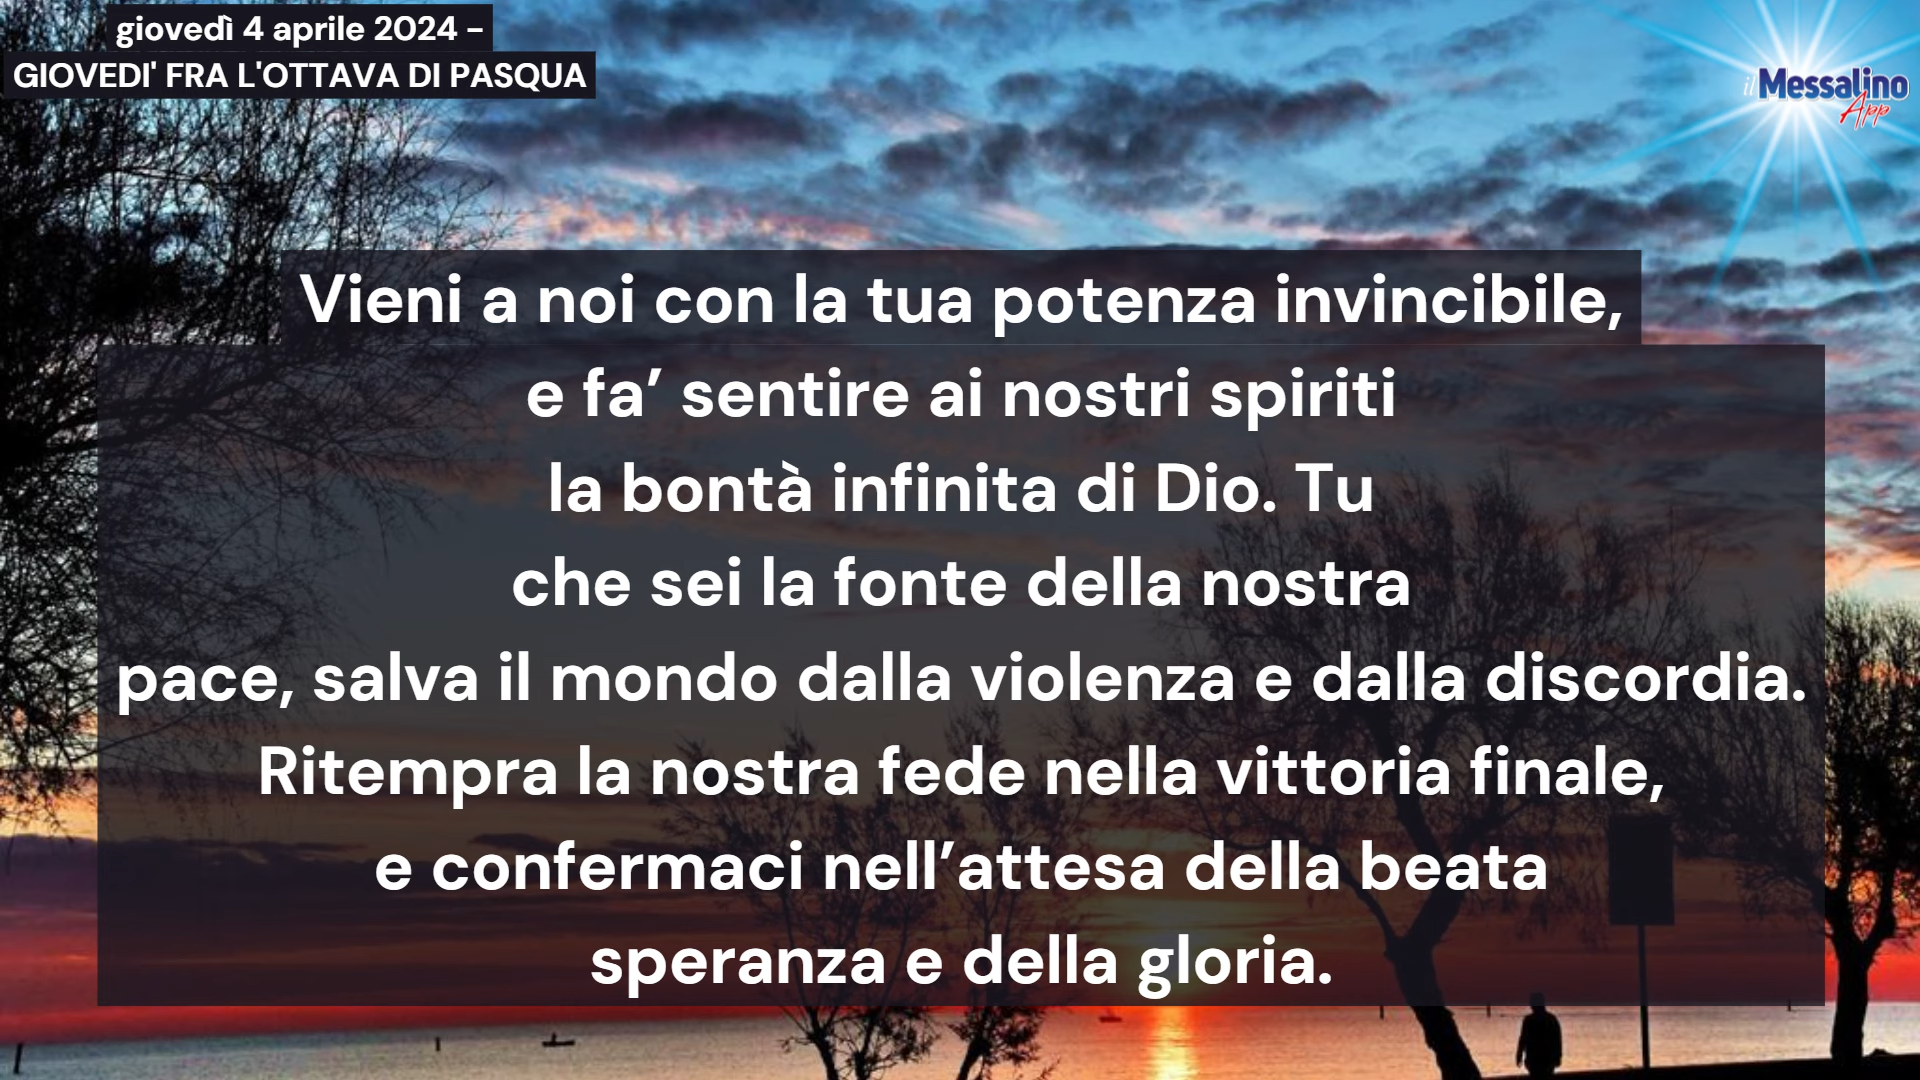 giovedì 4 aprile 2024 –
GIOVEDI' FRA L'OTTAVA DI PASQUA
il Messalino
App
Vieni a noi con la tua potenza invincibile,
e fa’ sentire ai nostri spiriti
la bontà infinita di Dio. Tu
che sei la fonte della nostra
pace, salva il mondo dalla violenza e dalla discordia.
Ritempra la nostra fede nella vittoria finale,
e confermaci nell’attesa della beata
speranza e della gloria.